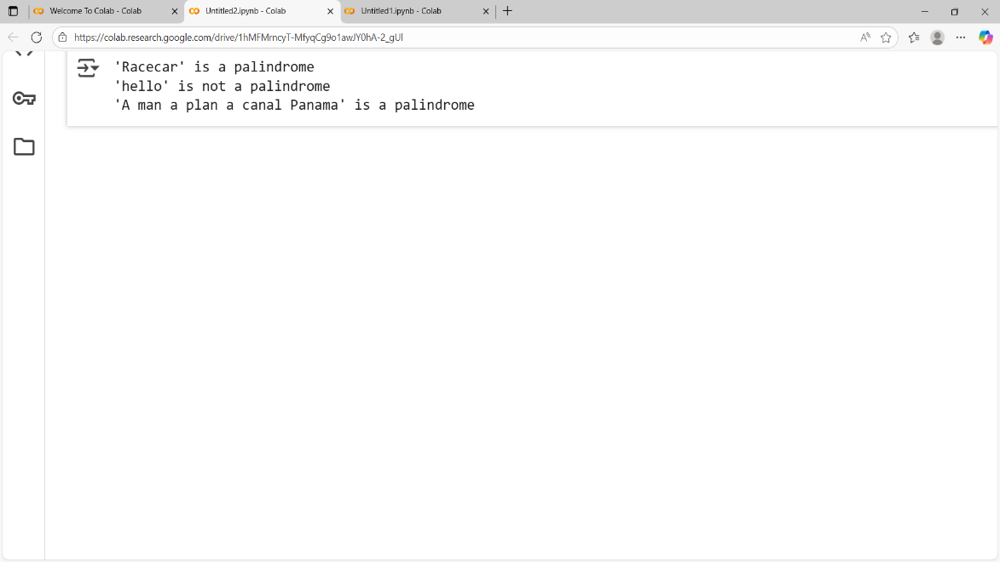 Welcome To Colab - Colab
Untitled2.ipynb - Colab
Untitled1.ipynb - Colab
https://colab.research.google.com/drive/1hMFMrncyT-MfyqCg9o1awJY0hA-2_gUl
'Racecar' is a palindrome
'hello' is not a palindrome
'A man a plan a canal Panama' is a palindrome